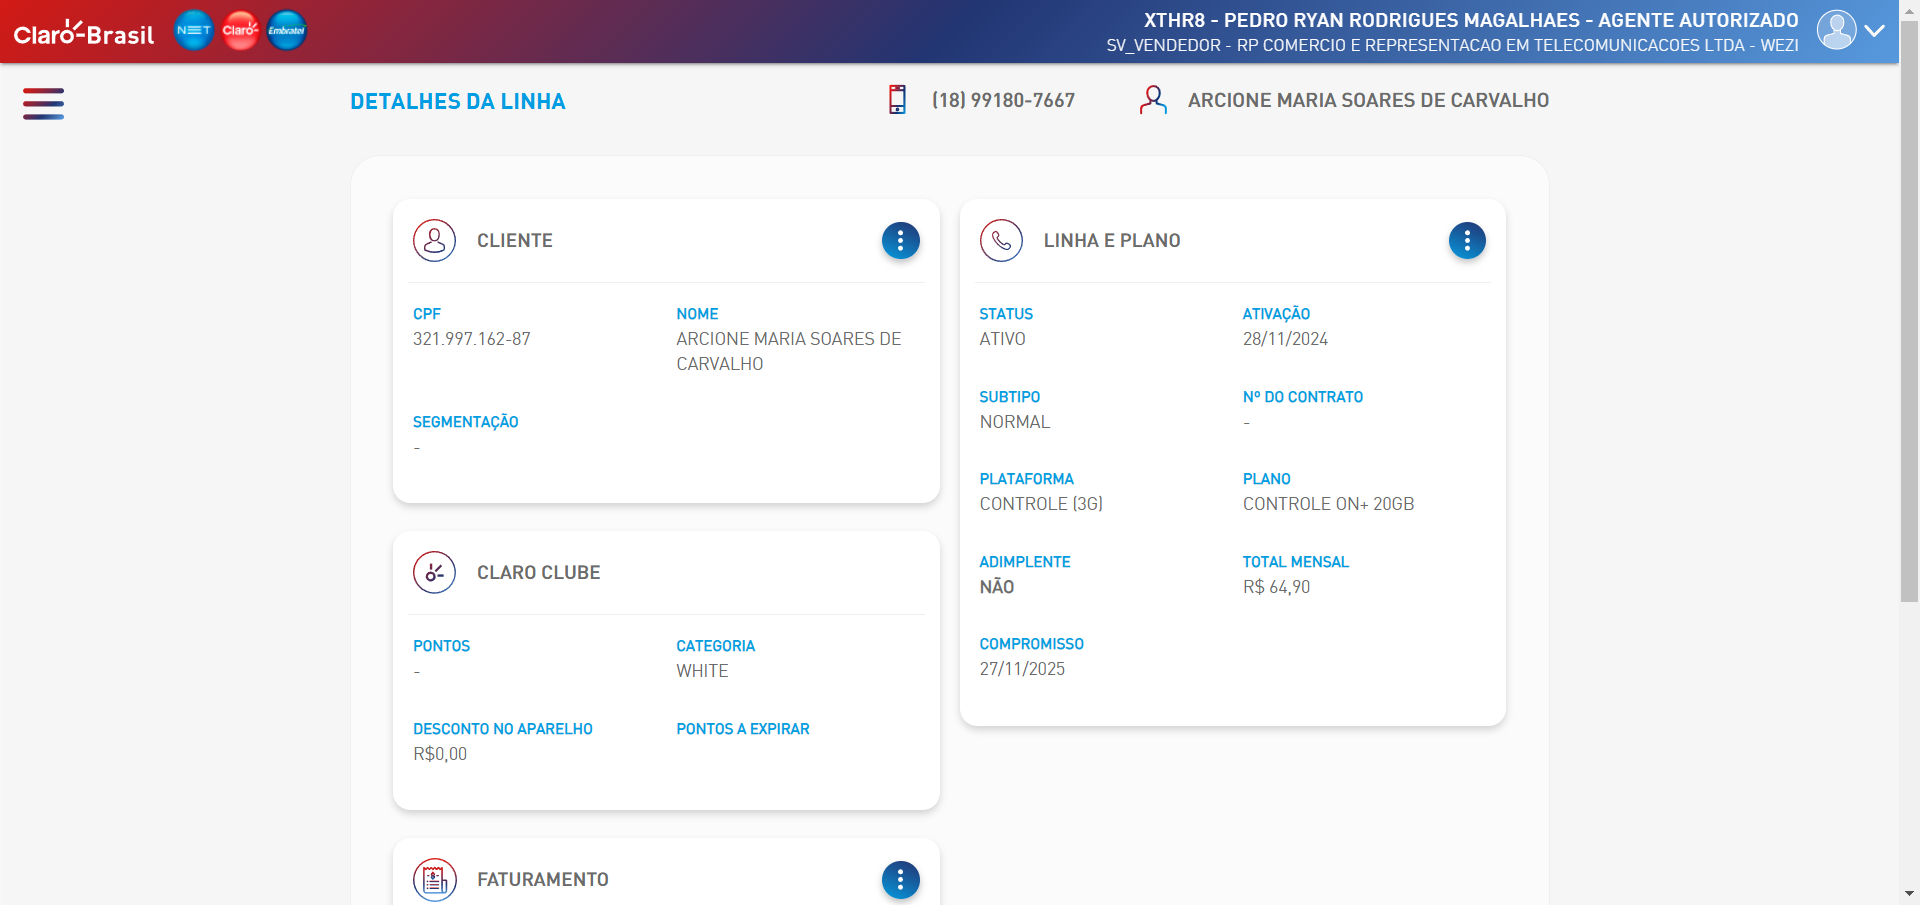 Claro-Brasil
NET
Claro
Embratel
XTHR8 - PEDRO RYAN RODRIGUES MAGALHAES - AGENTE AUTORIZADO
SV_VENDEDOR - RP COMERCIO E REPRESENTACAO EM TELECOMUNICACOES LTDA - WEZI
DETALHES DA LINHA
(18) 99180-7667
ARCIONE MARIA SOARES DE CARVALHO
CLIENTE
CPF
321.997.162-87
NOME
ARCIONE MARIA SOARES DE
CARVALHO
SEGMENTAÇÃO
-
CLARO CLUBE
PONTOS
-
CATEGORIA
WHITE
DESCONTO NO APARELHO
R$0,00
PONTOS A EXPIRAR
FATURAMENTO
LINHA E PLANO
STATUS
ATIVO
ATIVAÇÃO
28/11/2024
SUBTIPO
NORMAL
Nº DO CONTRATO
-
PLATAFORMA
CONTROLE (3G)
PLANO
CONTROLE ON+ 20GB
ADIMPLENTE
NÃO
TOTAL MENSAL
R$ 64,90
COMPROMISSO
27/11/2025